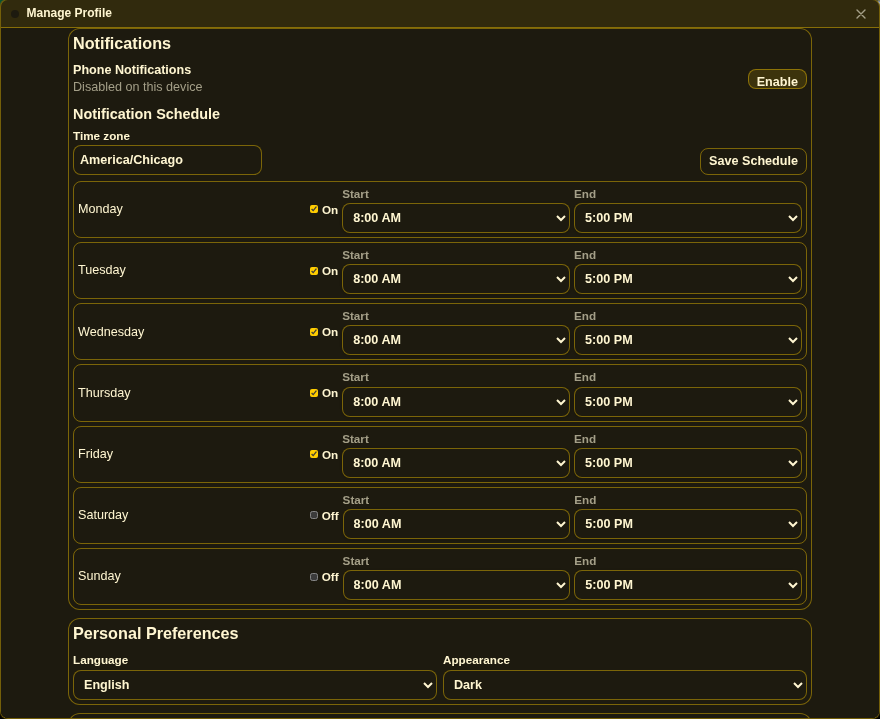 Manage Profile
Notifications
Phone Notifications
Disabled on this device
Enable
Notification Schedule
Time zone
America/Chicago
Save Schedule
Monday
On
Start
8:00 AM
End
5:00 PM
Tuesday
On
Start
8:00 AM
End
5:00 PM
Wednesday
On
Start
8:00 AM
End
5:00 PM
Thursday
On
Start
8:00 AM
End
5:00 PM
Friday
On
Start
8:00 AM
End
5:00 PM
Saturday
Off
Start
8:00 AM
End
5:00 PM
Sunday
Off
Start
8:00 AM
End
5:00 PM
Personal Preferences
Language
English
Appearance
Dark